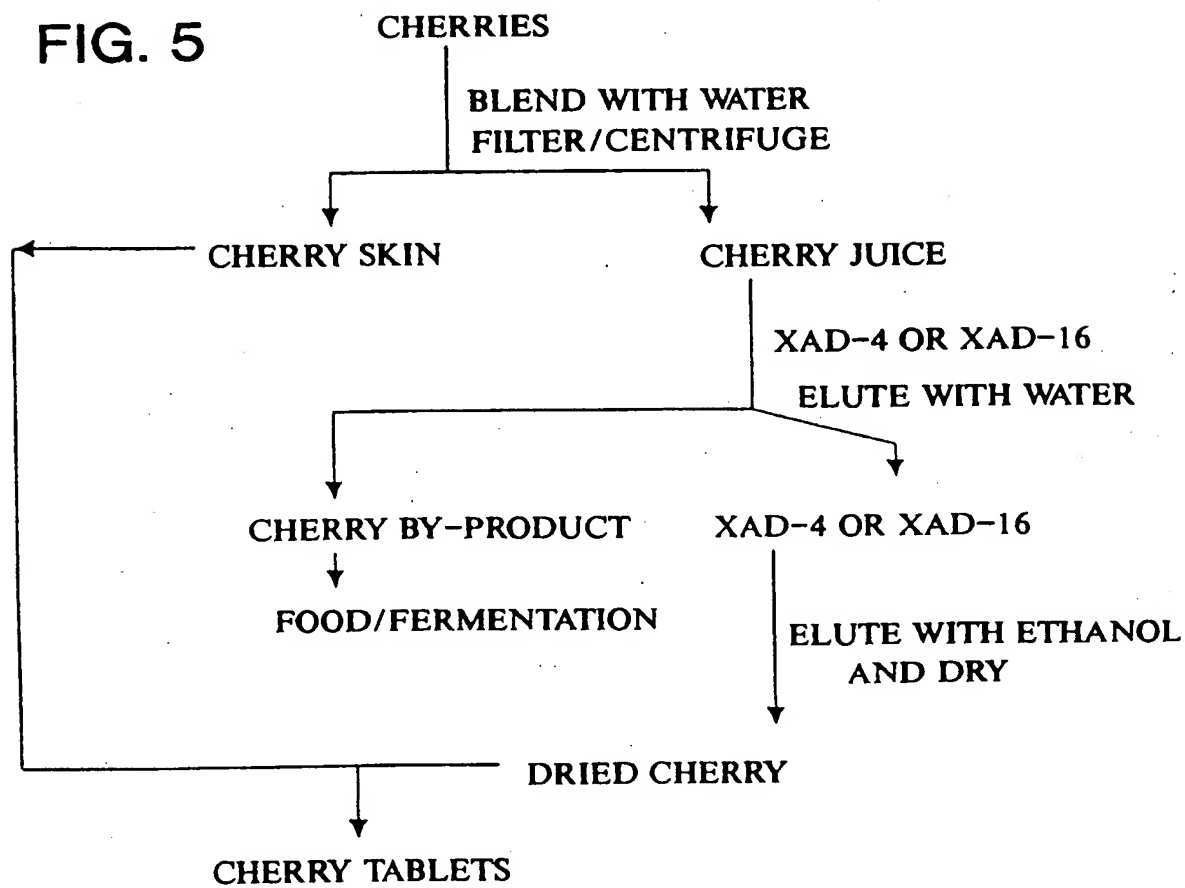 FIG. 5
CHERRIES
BLEND WITH WATER
FILTER/CENTRIFUGE
CHERRY SKIN
CHERRY JUICE
XAD-4 OR XAD-16
ELUTE WITH WATER
CHERRY BY-PRODUCT
XAD-4 OR XAD-16
FOOD/FERMENTATION
ELUTE WITH ETHANOL
AND DRY
DRIED CHERRY
CHERRY TABLETS